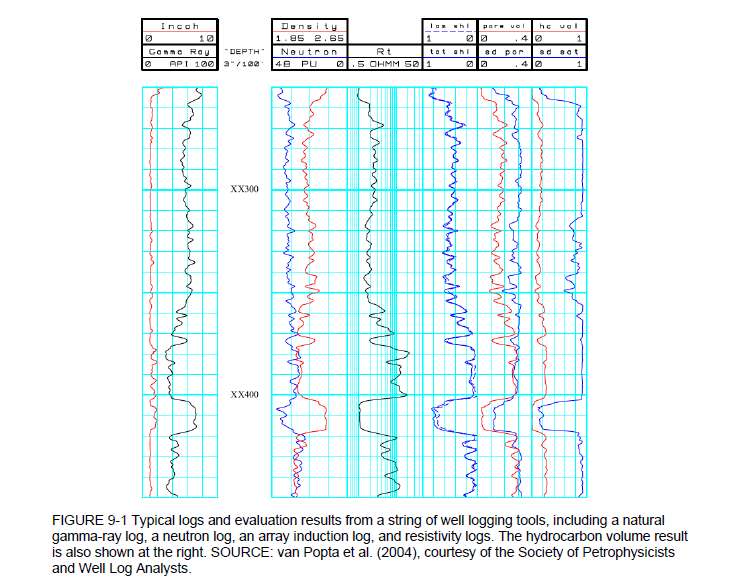 Incoh
0 10
Gamma Ray
0 API 100
"DEPTH"
3"/100'
Density
1.85 2.65
Neutron
48 PU 0
Rt
.5 OHMM 50
lam shl
1 0
tot shl
1 0
pore vol
0 .4
sd por
0 .4
hc vol
0 1
sd sat
0 1
XX300
XX400
FIGURE 9-1 Typical logs and evaluation results from a string of well logging tools, including a natural
gamma-ray log, a neutron log, an array induction log, and resistivity logs. The hydrocarbon volume result
is also shown at the right. SOURCE: van Popta et al. (2004), courtesy of the Society of Petrophysicists
and Well Log Analysts.